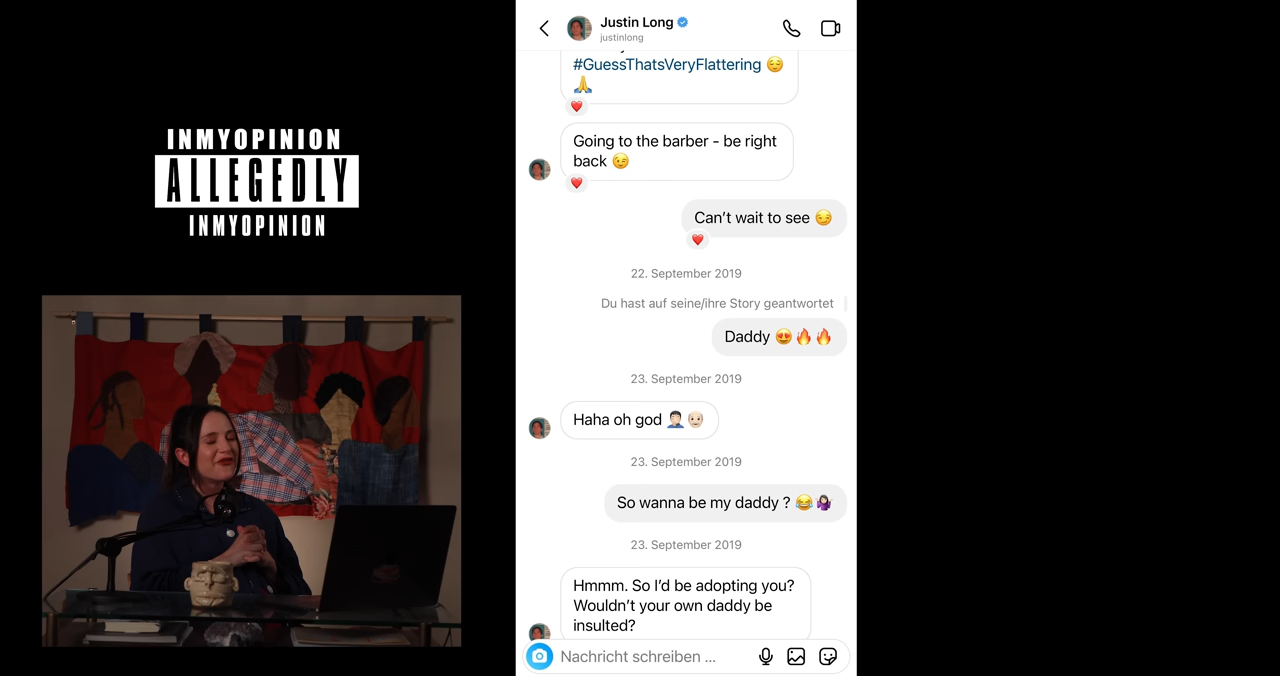 INMYOPINION
ALLEGEDLY
INMYOPINION
Justin Long
justinlong
#GuessThatsVeryFlattering 😌
🙏
❤️
Going to the barber - be right
back 😉
❤️
Can’t wait to see 😏
❤️
22. September 2019
Du hast auf seine/ihre Story geantwortet
Daddy 😍🔥🔥
23. September 2019
Haha oh god 🤦🏻‍♂️👴🏻
23. September 2019
So wanna be my daddy ? 😂🤷🏻‍♀️
23. September 2019
Hmmm. So I’d be adopting you?
Wouldn’t your own daddy be
insulted?
Nachricht schreiben ...